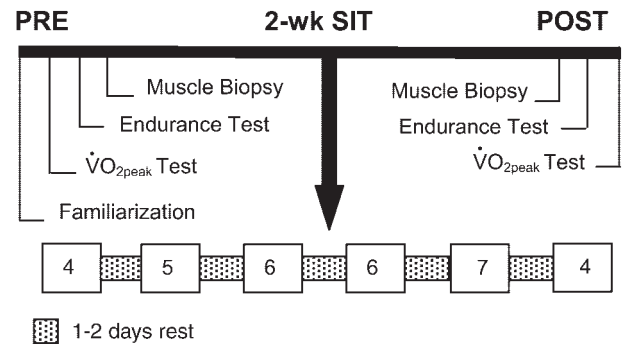 PRE 2-wk SIT POST
Muscle Biopsy
Endurance Test
V̇O2peak Test
Familiarization
Muscle Biopsy
Endurance Test
V̇O2peak Test
4 5 6 6 7 4
1-2 days rest